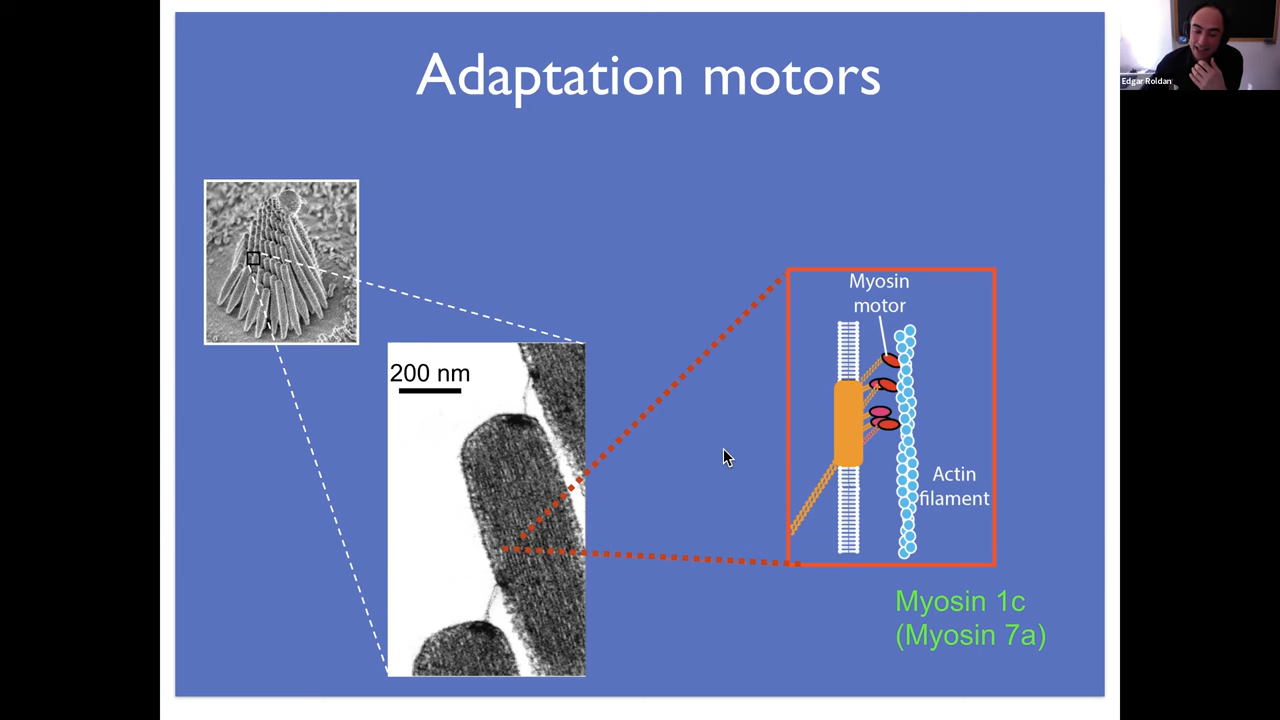 Adaptation motors
Edgar Roldan
Myosin
motor
200 nm
Actin
filament
Myosin 1c
(Myosin 7a)